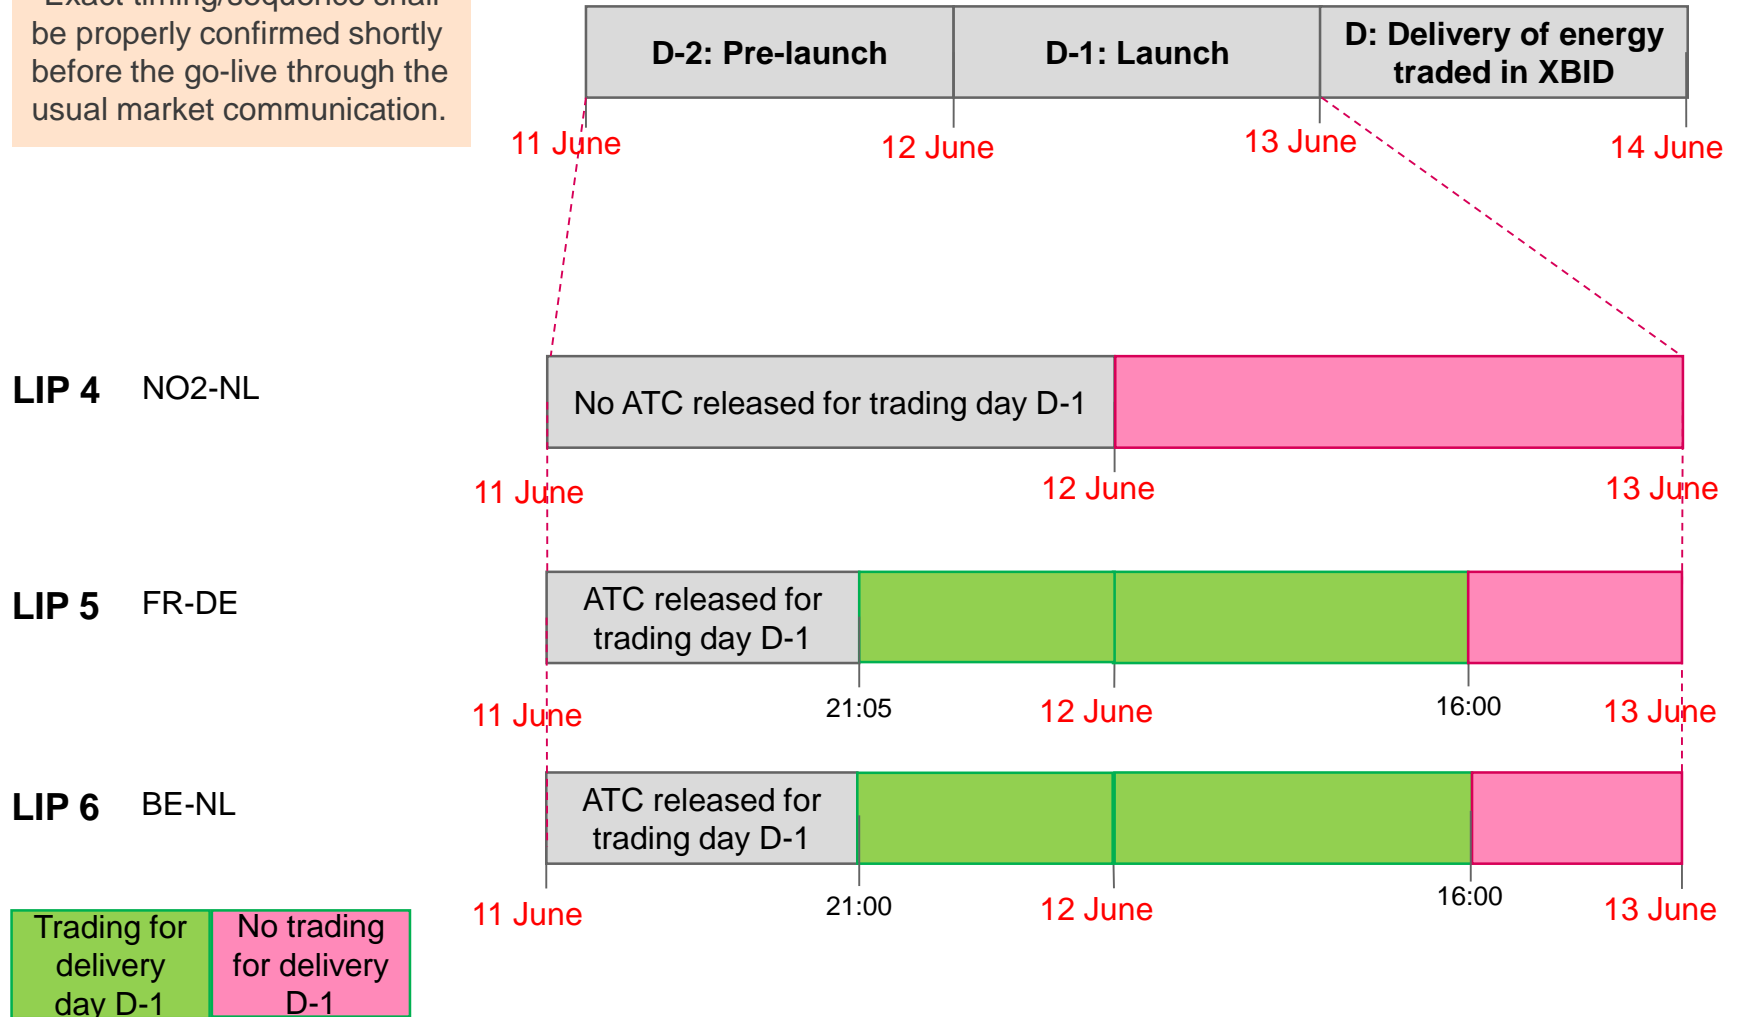 Exact timing/sequence shall
be properly confirmed shortly
before the go-live through the
usual market communication.
D-2: Pre-launch
D-1: Launch
D: Delivery of energy
traded in XBID
11 June
12 June
13 June
14 June
LIP 4 NO2-NL
No ATC released for trading day D-1
11 June
12 June
13 June
LIP 5 FR-DE
ATC released for
trading day D-1
11 June
21:05
12 June
16:00
13 June
LIP 6 BE-NL
ATC released for
trading day D-1
11 June
21:00
12 June
16:00
13 June
Trading for
delivery
day D-1
No trading
for delivery
D-1